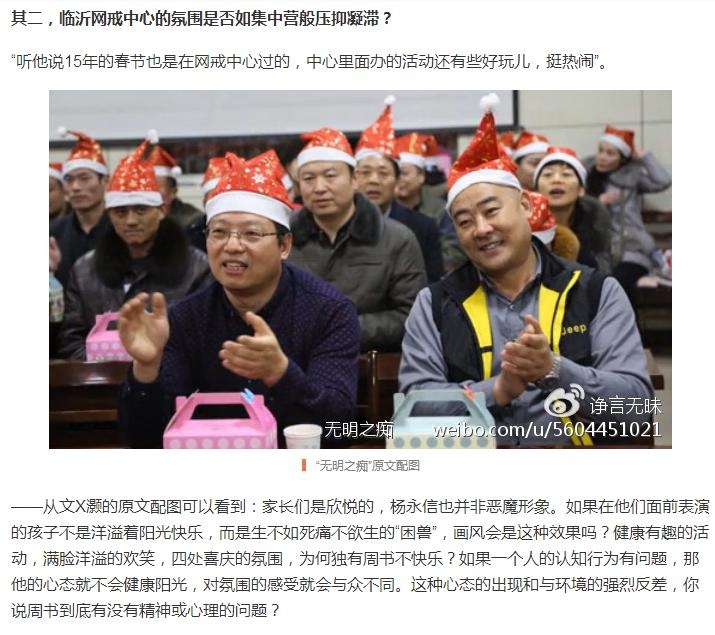 其二，临沂网戒中心的氛围是否如集中营般压抑凝滞？
“听他说15年的春节也是在网戒中心过的，中心里面办的活动还有些好玩儿，挺热闹”。
Jeep
诤言无昧
无明之痴
weibo.com/u/5604451021
“无明之痴”原文配图
——从文X灏的原文配图可以看到：家长们是欣悦的，杨永信也并非恶魔形象。如果在他们面前表演
的孩子不是洋溢着阳光快乐，而是生不如死痛不欲生的“困兽”，画风会是这种效果吗？健康有趣的活
动，满脸洋溢的欢笑，四处喜庆的氛围，为何独有周书不快乐？如果一个人的认知行为有问题，那
他的心态就不会健康阳光，对氛围的感受就会与众不同。这种心态的出现和与环境的强烈反差，你
说周书到底有没有精神或心理的问题？